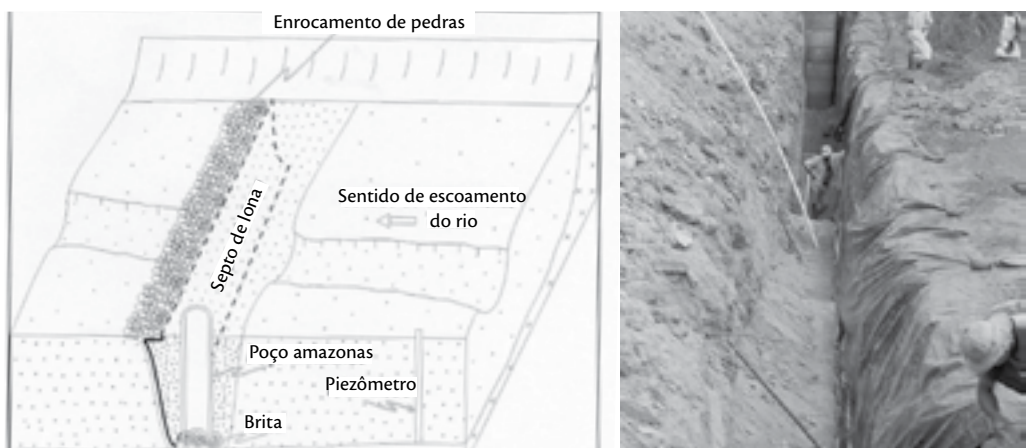 Enrocamento de pedras
Septo de lona
Sentido de escoamento
do rio
Poço amazonas
Piezômetro
Brita